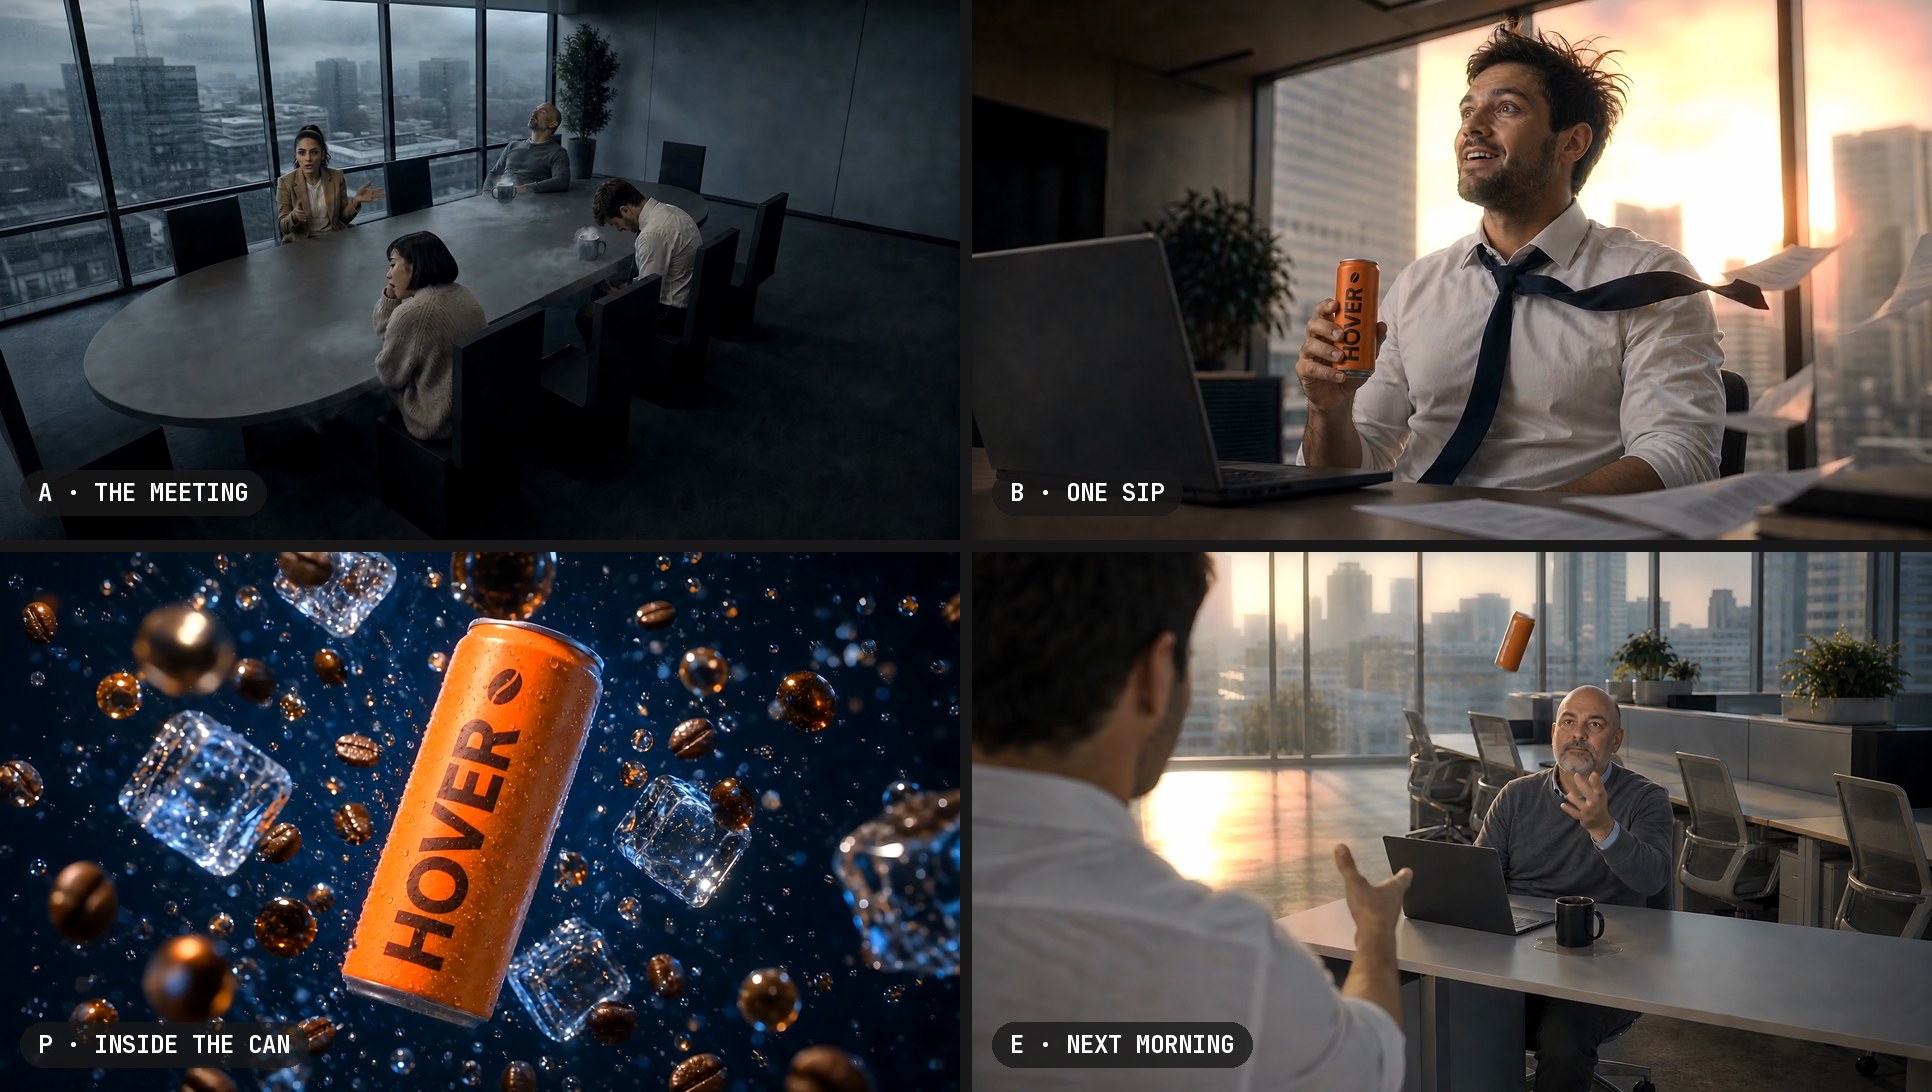 A · THE MEETING
HOVER
B · ONE SIP
HOVER
P · INSIDE THE CAN
E · NEXT MORNING